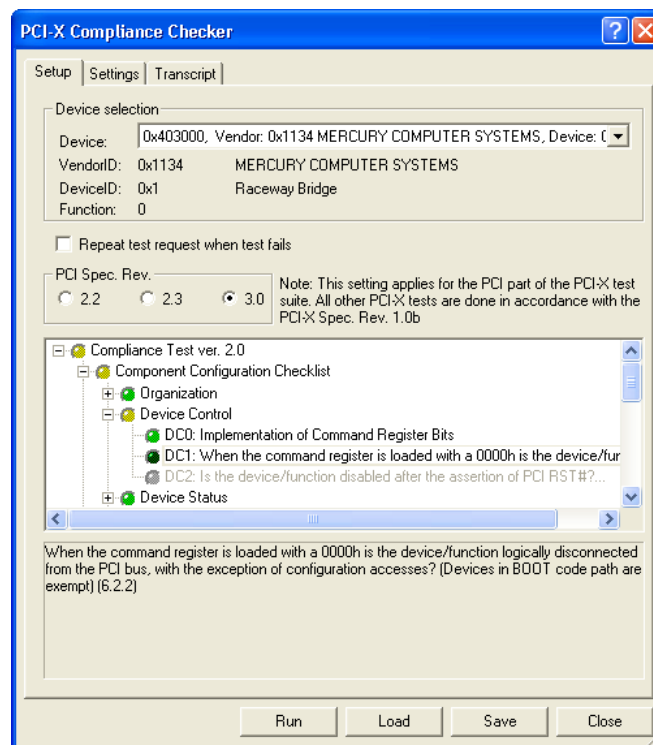 PCI-X Compliance Checker
Setup Settings Transcript
Device selection
Device: 0x403000, Vendor: 0x1134 MERCURY COMPUTER SYSTEMS, Device: 0
VendorID: 0x1134 MERCURY COMPUTER SYSTEMS
DeviceID: 0x1 Raceway Bridge
Function: 0
Repeat test request when test fails
PCI Spec. Rev.
2.2 2.3 3.0
Note: This setting applies for the PCI part of the PCI-X test
suite. All other PCI-X tests are done in accordance with the
PCI-X Spec. Rev. 1.0b
Compliance Test ver. 2.0
Component Configuration Checklist
Organization
Device Control
DC0: Implementation of Command Register Bits
DC1: When the command register is loaded with a 0000h is the device/fur
DC2: Is the device/function disabled after the assertion of PCI RST#?...
Device Status
When the command register is loaded with a 0000h is the device/function logically disconnected
from the PCI bus, with the exception of configuration accesses? (Devices in BOOT code path are
exempt) (6.2.2)
Run Load Save Close